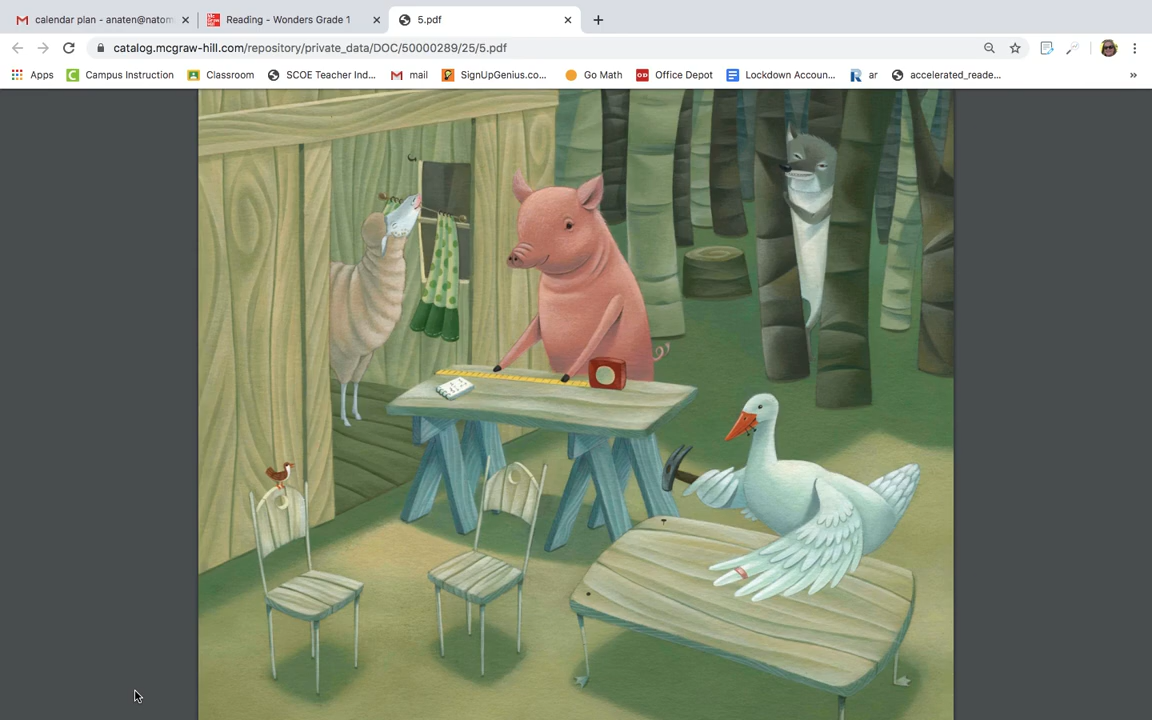 calendar plan - anaten@natom
Reading - Wonders Grade 1
5.pdf
catalog.mcgraw-hill.com/repository/private_data/DOC/50000289/25/5.pdf
Apps
Campus Instruction
Classroom
SCOE Teacher Ind...
mail
SignUpGenius.co...
Go Math
OD Office Depot
Lockdown Accoun...
ar
accelerated_reade...